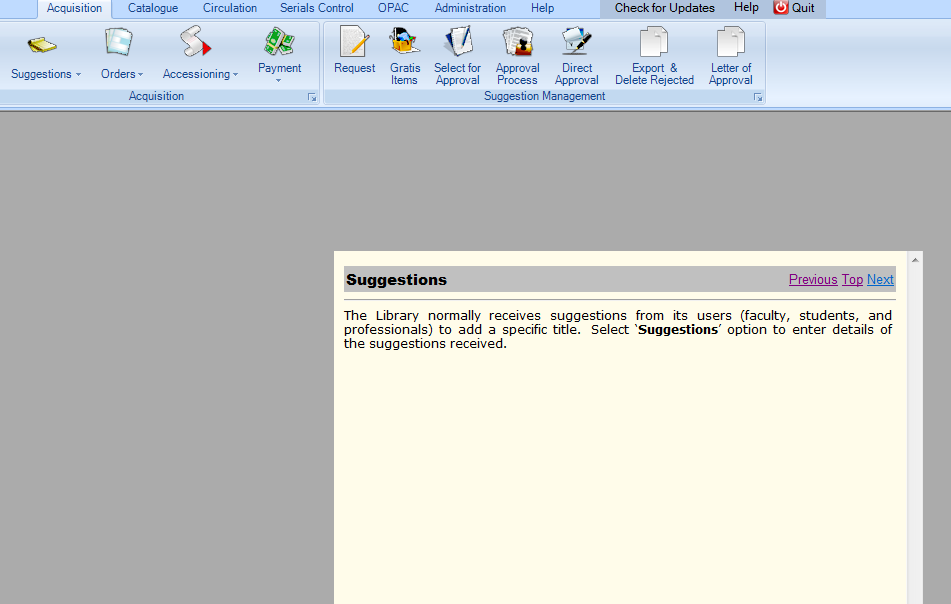 Acquisition Catalogue Circulation Serials Control OPAC Administration Help Check for Updates Help Quit
Suggestions Orders Accessioning Payment Request Gratis Items Select for Approval Approval Process Direct Approval Export & Delete Rejected Letter of Approval
Acquisition Suggestion Management
Suggestions Previous Top Next
The Library normally receives suggestions from its users (faculty, students, and
professionals) to add a specific title. Select ‘Suggestions’ option to enter details of
the suggestions received.